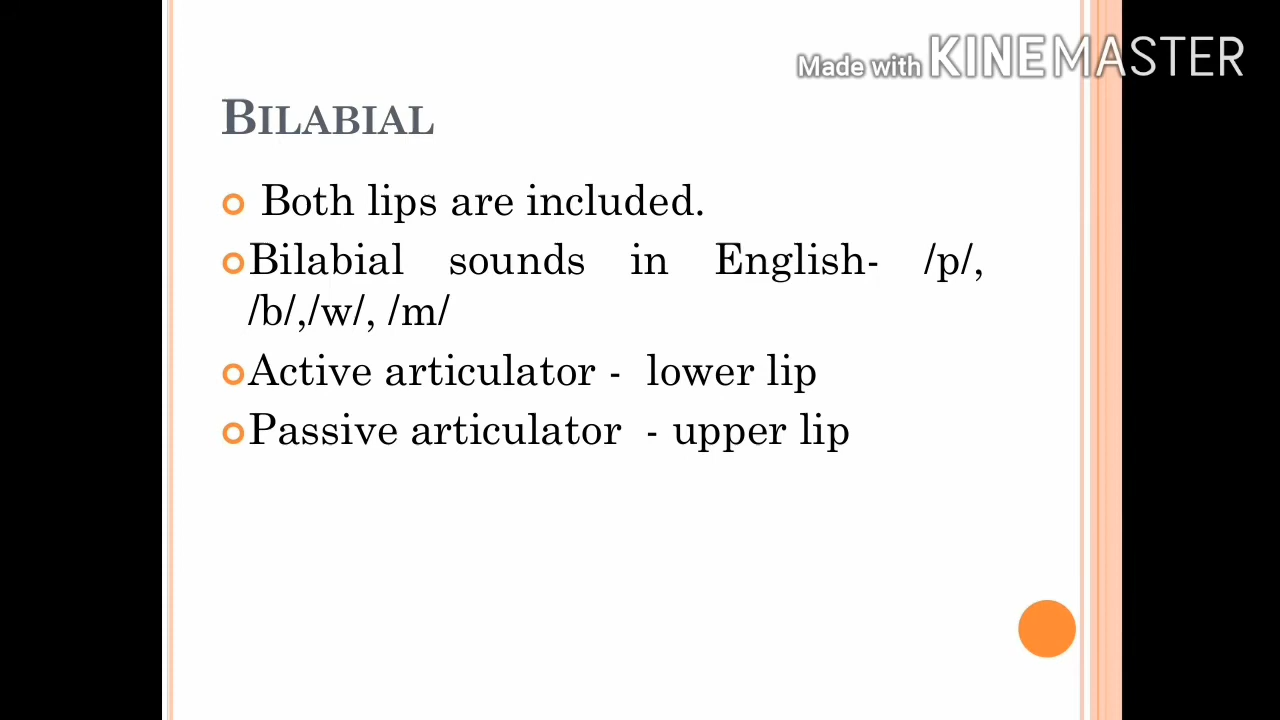 Made with KINEMASTER
BILABIAL
Both lips are included.
Bilabial sounds in English- /p/,
/b/,/w/, /m/
Active articulator - lower lip
Passive articulator - upper lip